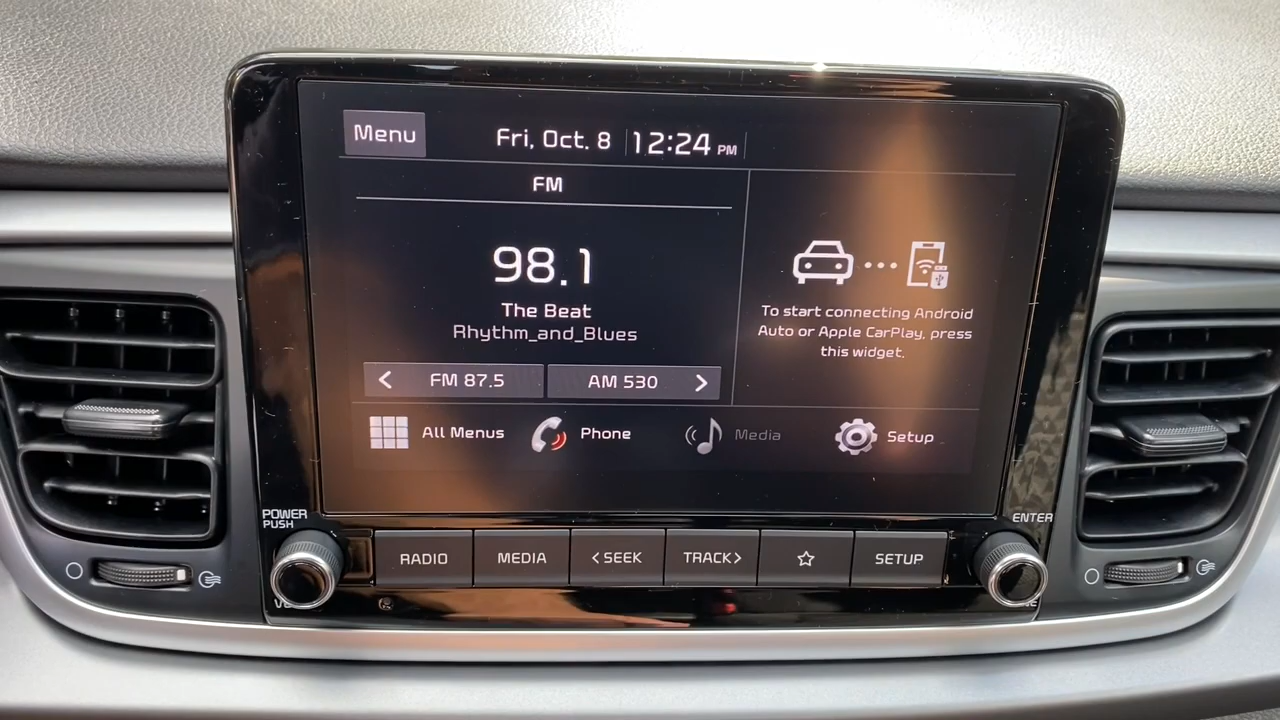 Menu
Fri, Oct. 8
12:24 PM
FM
98.1
The Beat
Rhythm_and_Blues
FM 87.5
AM 530
To start connecting Android
Auto or Apple CarPlay, press
this widget.
All Menus
Phone
Media
Setup
POWER
PUSH
ENTER
RADIO
MEDIA
SEEK
TRACK
SETUP